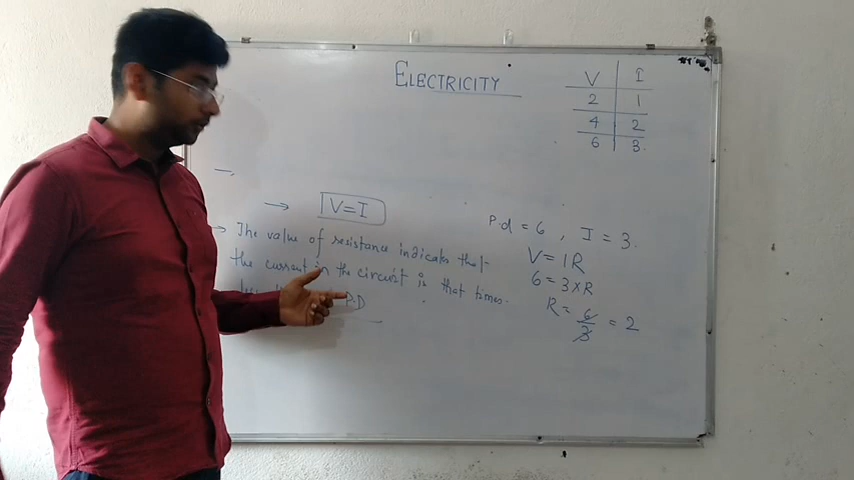 ELECTRICITY
V I
2 1
4 2
6 3
V=I
The value of resistance indicates that
the current in the circuit is that times
P.D
P.d = 6 , I = 3
V = IR
6 = 3×R
R = 6/3 = 2